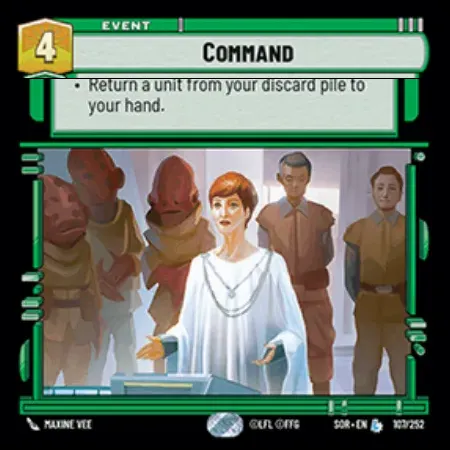 EVENT
4
COMMAND
• Return a unit from your discard pile to
your hand.
MAXINE VEE
©LFL ©FFG
SOR • EN
107/252